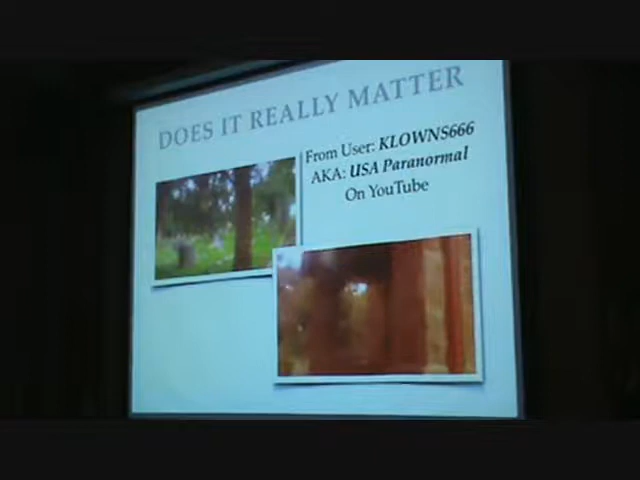 DOES IT REALLY MATTER
From User: KLOWNS666
AKA: USA Paranormal
On YouTube